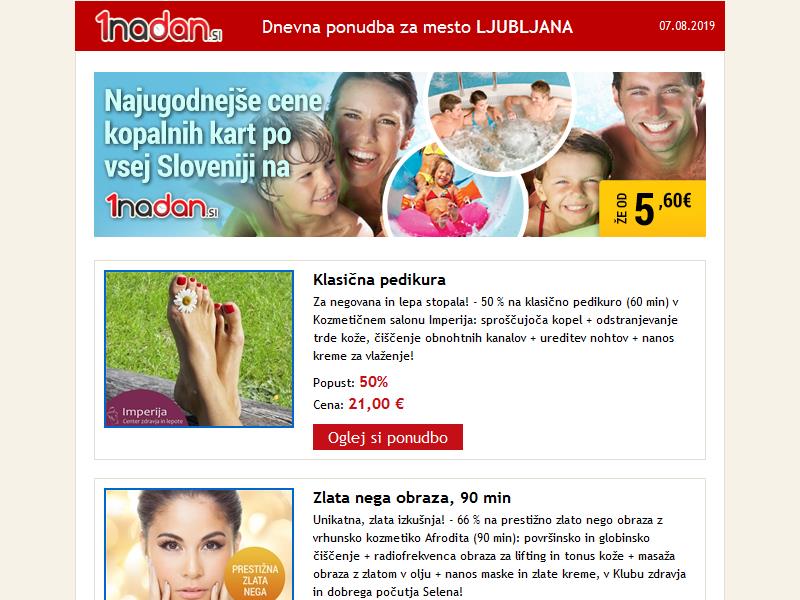 1nadan.SI
Dnevna ponudba za mesto LJUBLJANA
07.08.2019
Najugodnejše cene
kopalnih kart po
vsej Sloveniji na
1nadan.SI
ŽE OD 5,60€
Klasična pedikura
Za negovana in lepa stopala! - 50 % na klasično pedikuro (60 min) v
Kozmetičnem salonu Imperija: sproščujoča kopel + odstranjevanje
trde kože, čiščenje obnohtnih kanalov + ureditev nohtov + nanos
kreme za vlaženje!
Popust: 50%
Cena: 21,00 €
Oglej si ponudbo
Imperija
Center zdravja in lepote
Zlata nega obraza, 90 min
Unikatna, zlata izkušnja! - 66 % na prestižno zlato nego obraza z
vrhunsko kozmetiko Afrodita (90 min): površinsko in globinsko
čiščenje + radiofrekvenca obraza za lifting in tonus kože + masaža
obraza z zlatom v olju + nanos maske in zlate kreme, v Klubu zdravja
in dobrega počutja Selena!
PRESTIŽNA
ZLATA
NEGA